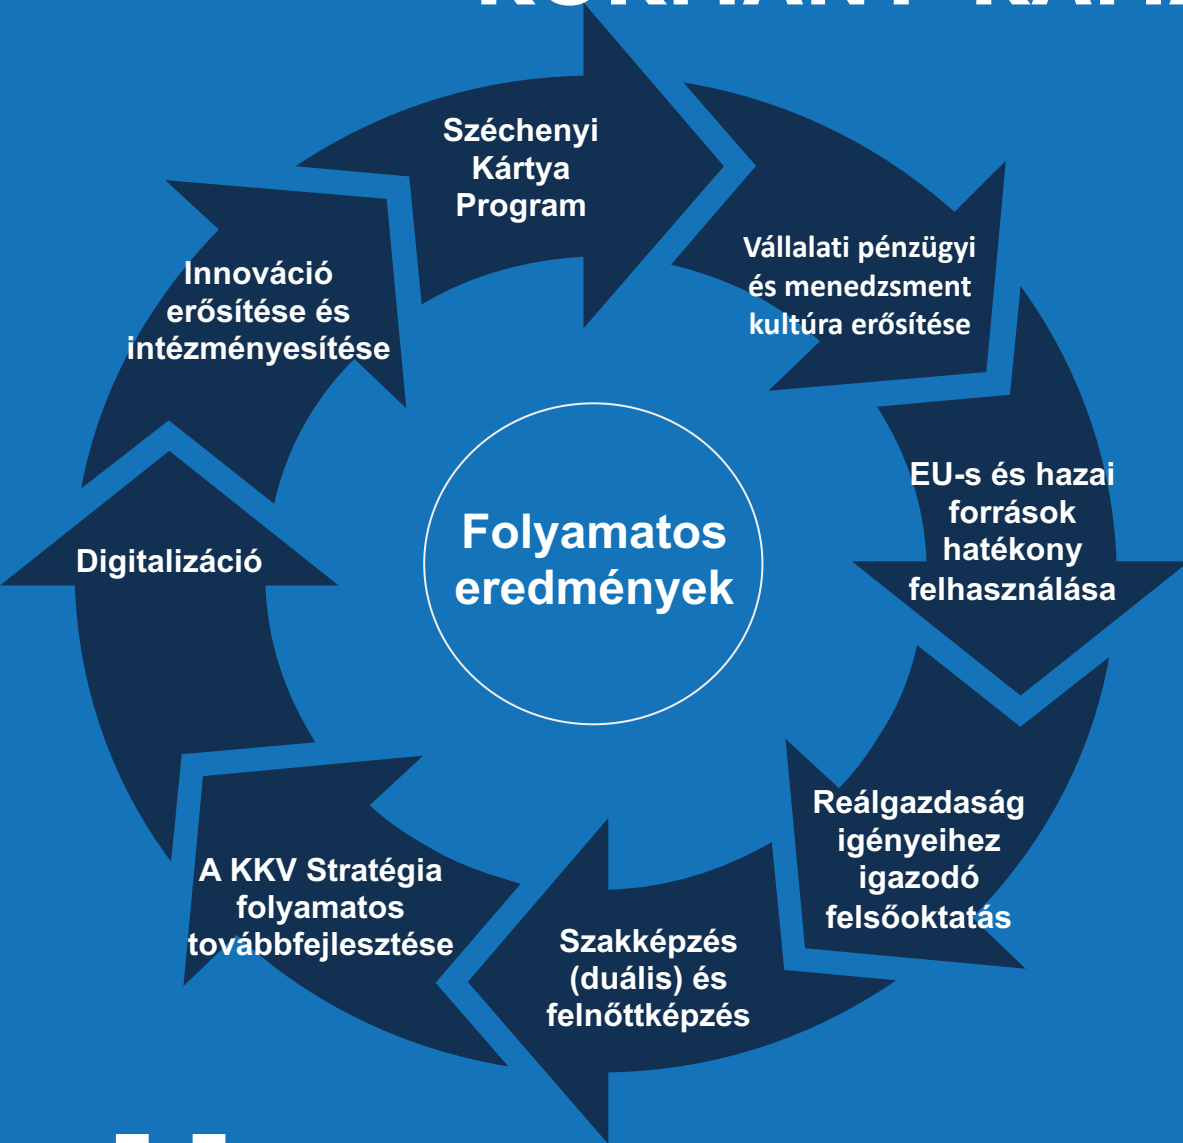 Széchenyi
Kártya
Program
Vállalati pénzügyi
és menedzsment
kultúra erősítése
EU-s és hazai
források
hatékony
felhasználása
Reálgazdaság
igényeihez
igazodó
felsőoktatás
Szakképzés
(duális) és
felnőttképzés
A KKV Stratégia
folyamatos
továbbfejlesztése
Digitalizáció
Innováció
erősítése és
intézményesítése
Folyamatos
eredmények